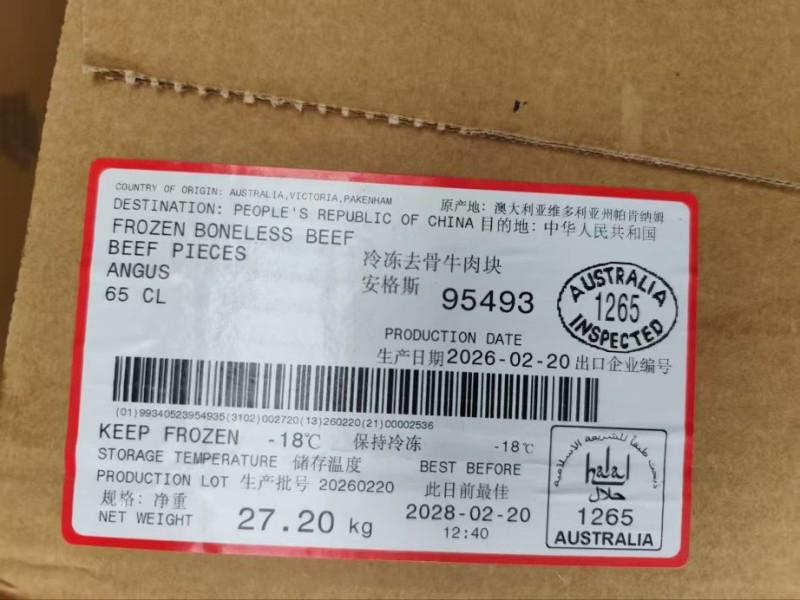 COUNTRY OF ORIGIN: AUSTRALIA,VICTORIA,PAKENHAM 原产地: 澳大利亚维多利亚州帕肯纳姆
DESTINATION: PEOPLE'S REPUBLIC OF CHINA 目的地: 中华人民共和国
FROZEN BONELESS BEEF
BEEF PIECES 冷冻去骨牛肉块
ANGUS 安格斯 95493
65 CL
AUSTRALIA
1265
INSPECTED
PRODUCTION DATE
生产日期 2026-02-20 出口企业编号
(01)99340523954935(3102)002720(13)260220(21)00002536
KEEP FROZEN -18℃ 保持冷冻 -18℃
STORAGE TEMPERATURE 储存温度 BEST BEFORE
PRODUCTION LOT 生产批号 20260220 此日前最佳
规格: 净重
NET WEIGHT 27.20 kg 2028-02-20
12:40
ذبحت طبقا للشريعة الاسلامية
halal
حلال
1265
AUSTRALIA